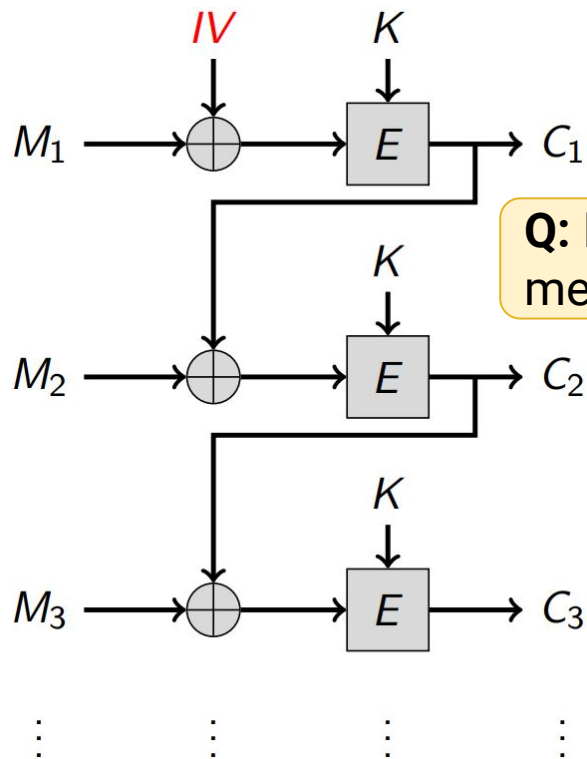 IV K
M₁ E C₁
Q:
K
me
M₂ E C₂
K
M₃ E C₃
⋮ ⋮ ⋮ ⋮